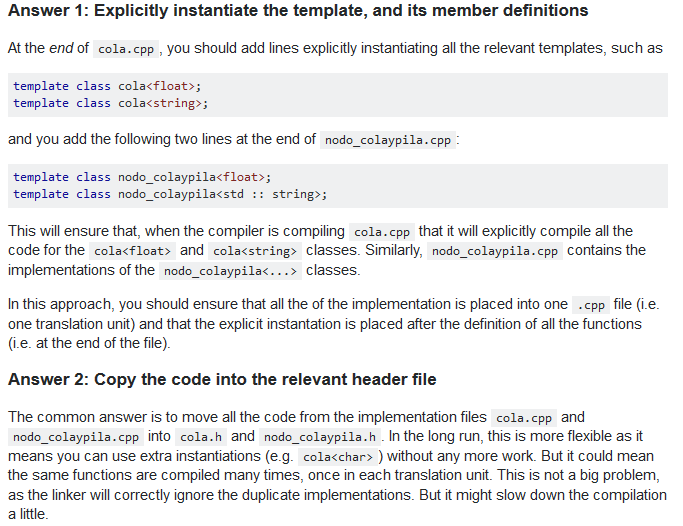 Answer 1: Explicitly instantiate the template, and its member definitions
At the end of cola.cpp , you should add lines explicitly instantiating all the relevant templates, such as
template class cola<float>;
template class cola<string>;
and you add the following two lines at the end of nodo_colaypila.cpp :
template class nodo_colaypila<float>;
template class nodo_colaypila<std :: string>;
This will ensure that, when the compiler is compiling cola.cpp that it will explicitly compile all the
code for the cola<float> and cola<string> classes. Similarly, nodo_colaypila.cpp contains the
implementations of the nodo_colaypila<...> classes.
In this approach, you should ensure that all the of the implementation is placed into one .cpp file (i.e.
one translation unit) and that the explicit instantation is placed after the definition of all the functions
(i.e. at the end of the file).
Answer 2: Copy the code into the relevant header file
The common answer is to move all the code from the implementation files cola.cpp and
nodo_colaypila.cpp into cola.h and nodo_colaypila.h . In the long run, this is more flexible as it
means you can use extra instantiations (e.g. cola<char> ) without any more work. But it could mean
the same functions are compiled many times, once in each translation unit. This is not a big problem,
as the linker will correctly ignore the duplicate implementations. But it might slow down the compilation
a little.